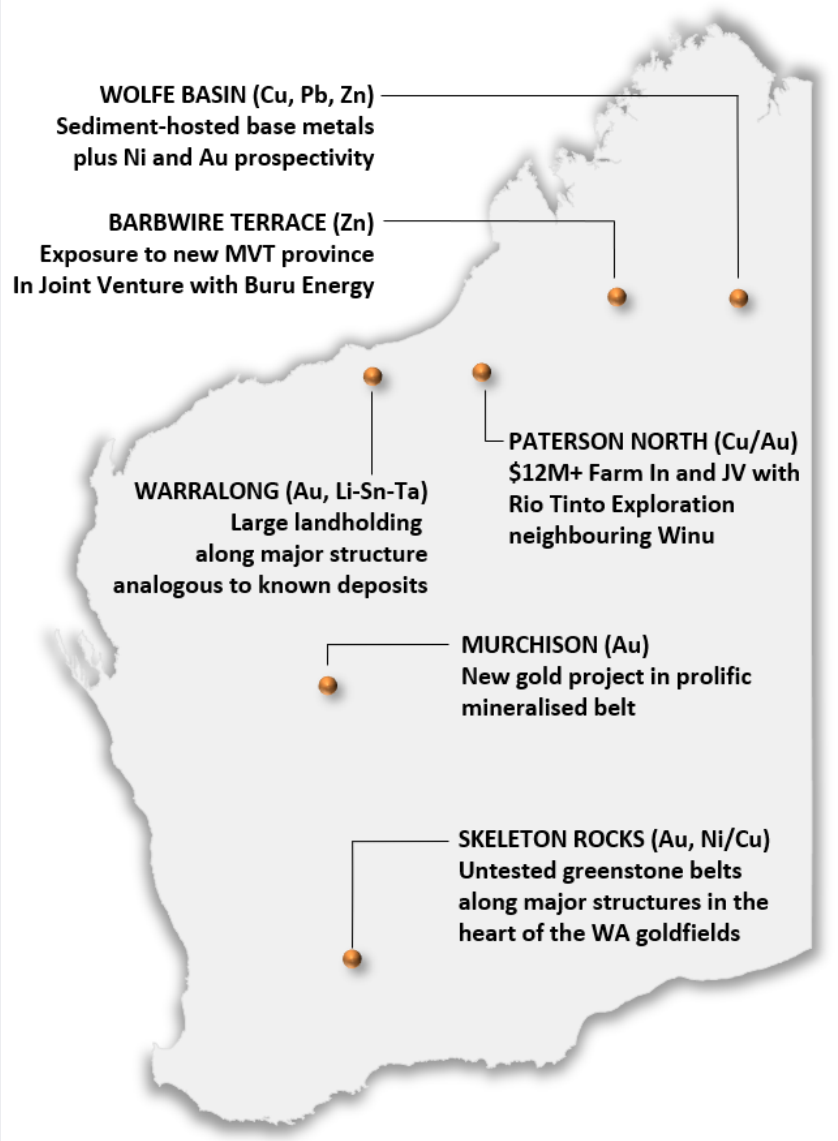 WOLFE BASIN (Cu, Pb, Zn)
Sediment-hosted base metals
plus Ni and Au prospectivity
BARBWIRE TERRACE (Zn)
Exposure to new MVT province
In Joint Venture with Buru Energy
PATERSON NORTH (Cu/Au)
$12M+ Farm In and JV with
Rio Tinto Exploration
neighbouring Winu
WARRALONG (Au, Li-Sn-Ta)
Large landholding
along major structure
analogous to known deposits
MURCHISON (Au)
New gold project in prolific
mineralised belt
SKELETON ROCKS (Au, Ni/Cu)
Untested greenstone belts
along major structures in the
heart of the WA goldfields